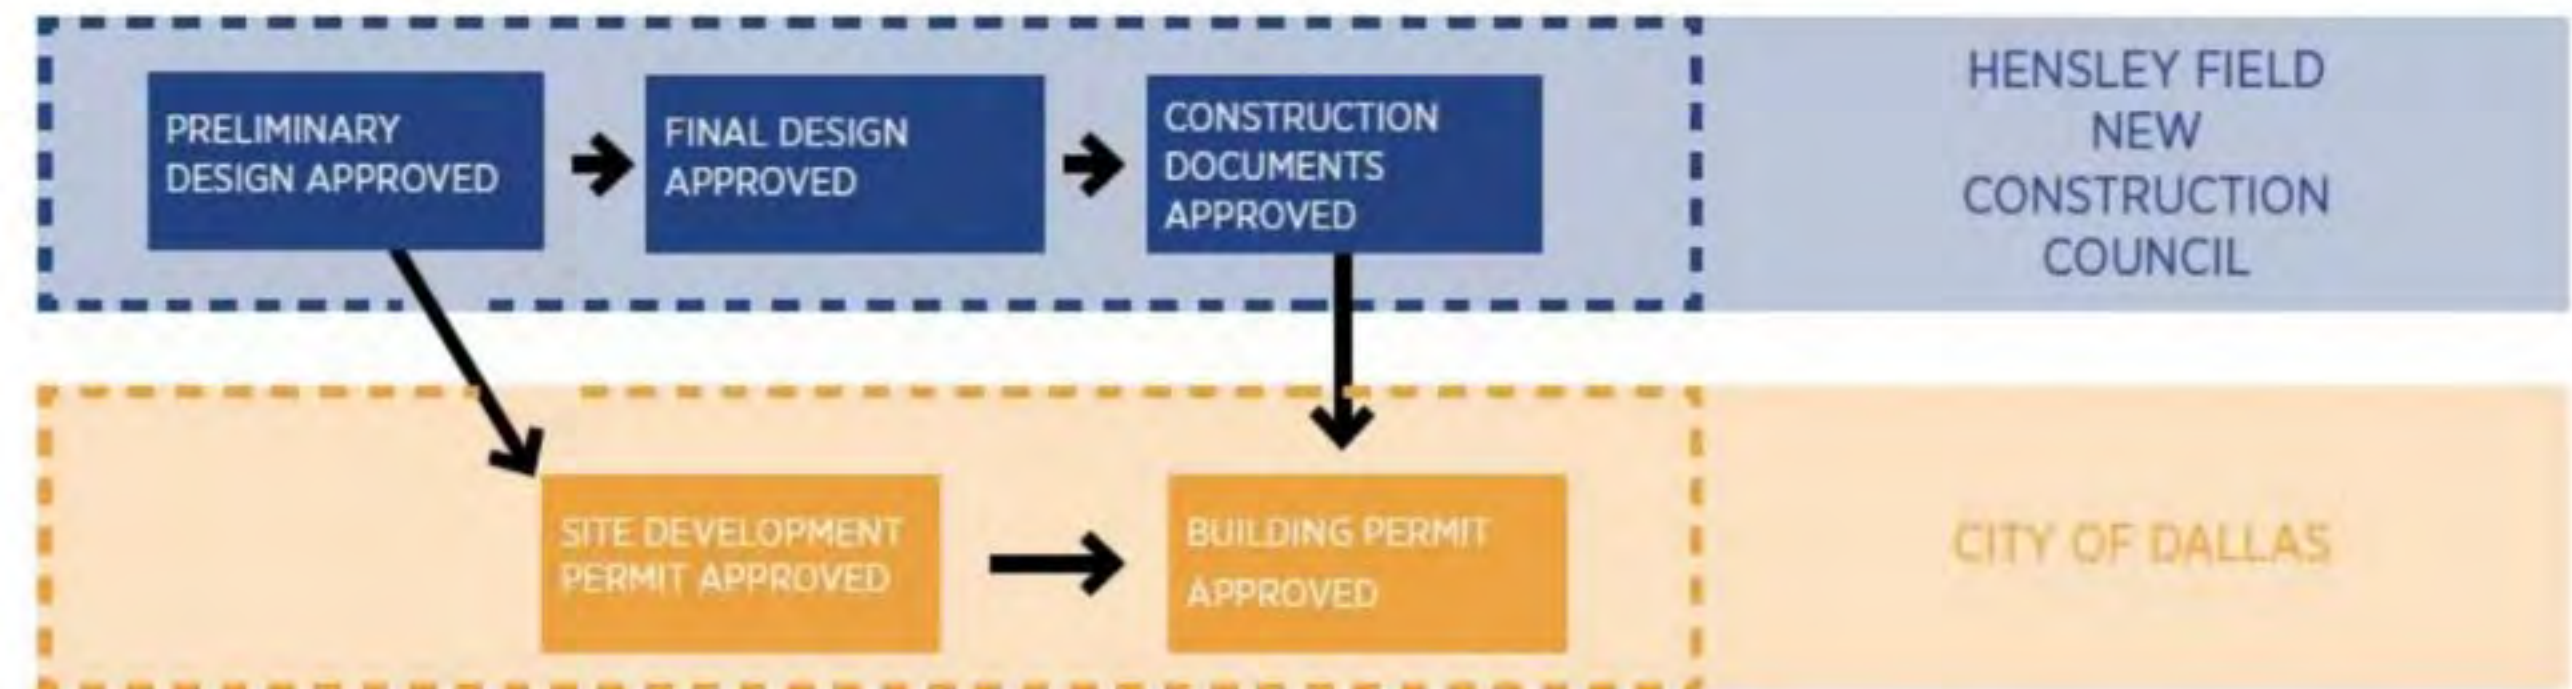 PRELIMINARY
DESIGN APPROVED
FINAL DESIGN
APPROVED
CONSTRUCTION
DOCUMENTS
APPROVED
HENSLEY FIELD
NEW
CONSTRUCTION
COUNCIL
SITE DEVELOPMENT
PERMIT APPROVED
BUILDING PERMIT
APPROVED
CITY OF DALLAS